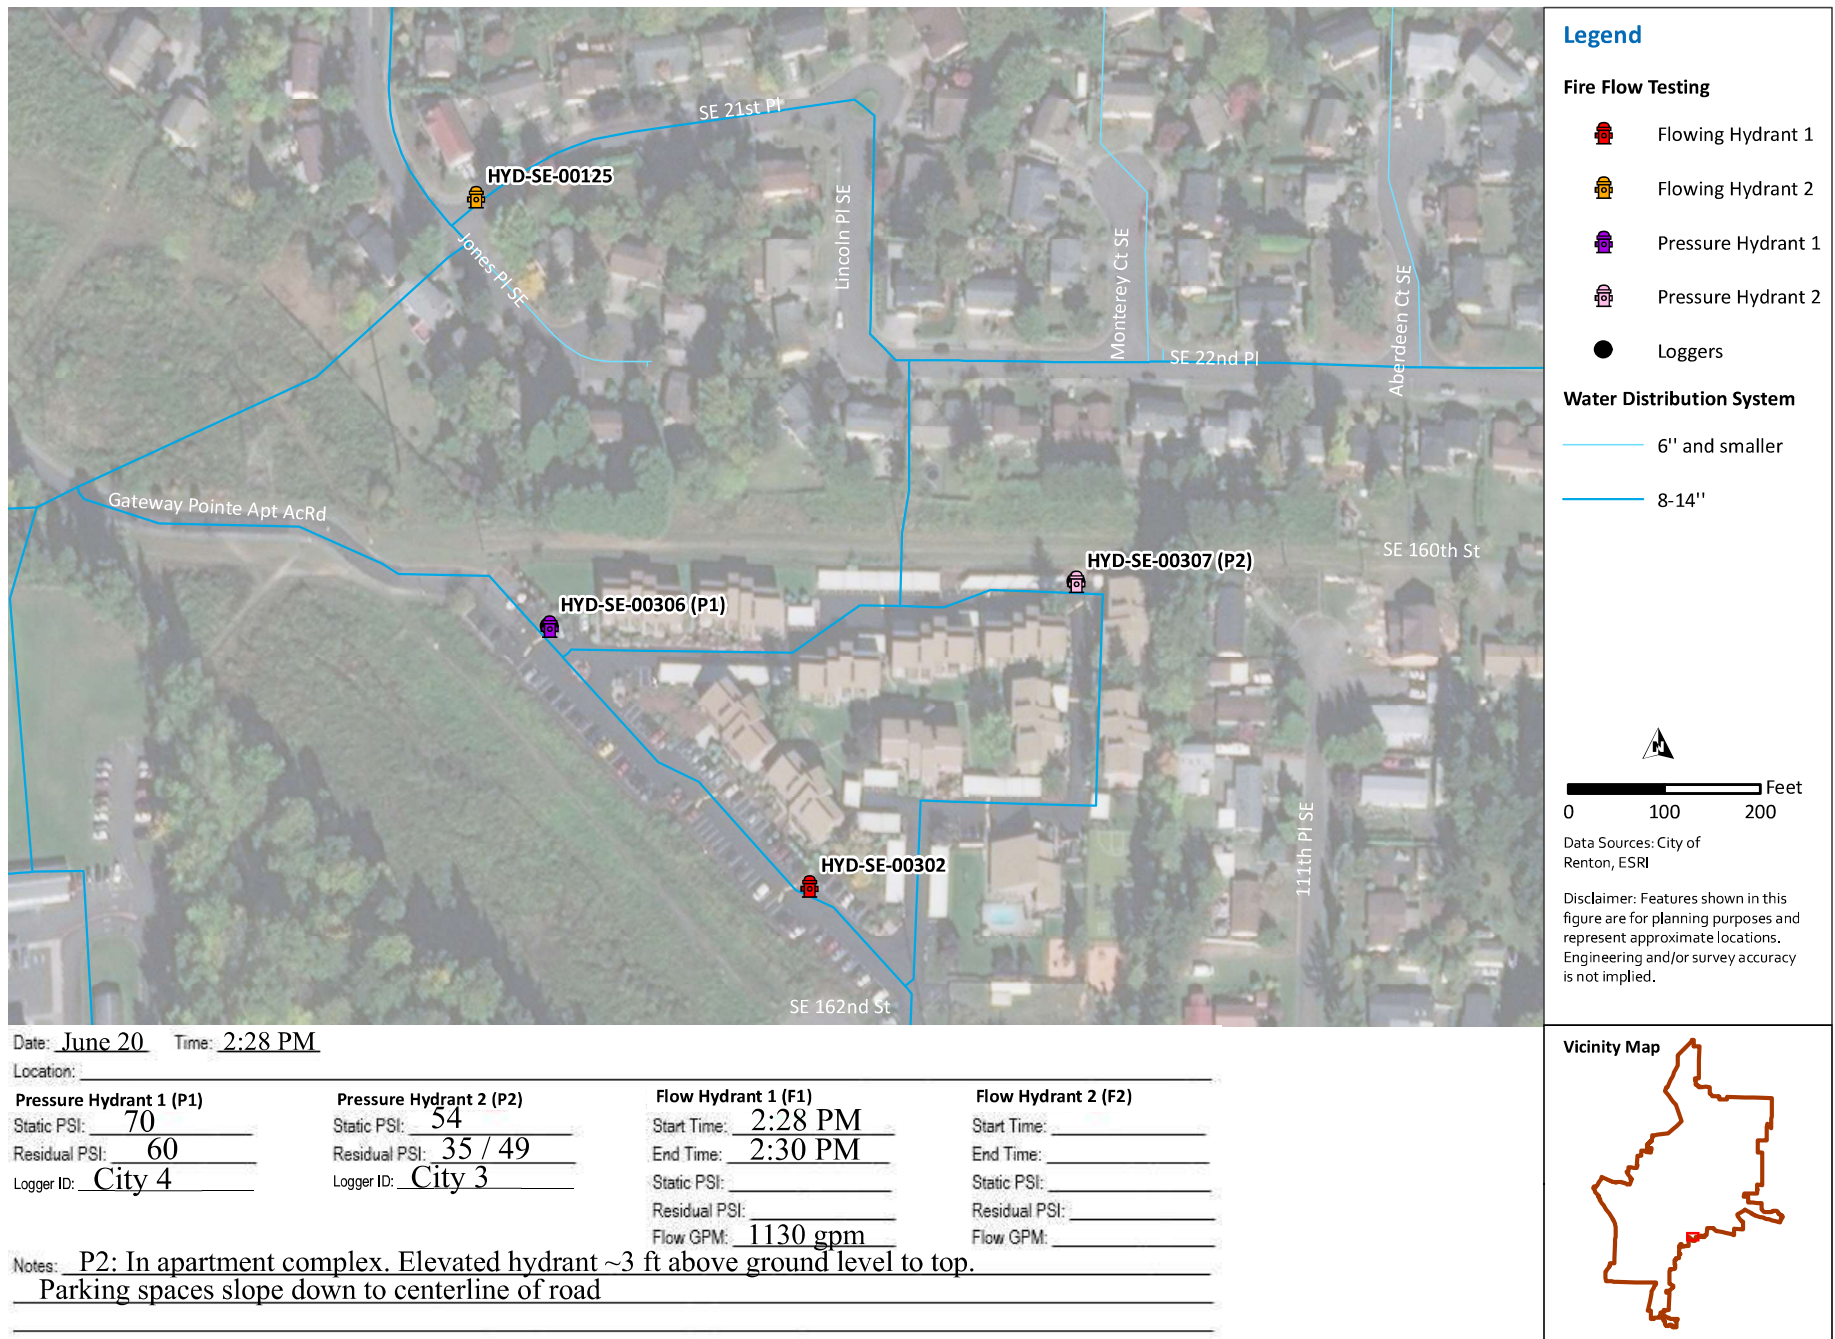 SE 21st Pl
HYD-SE-00125
Jones Pl SE
Lincoln Pl SE
Monterey Ct SE
Aberdeen Ct SE
SE 22nd Pl
Gateway Pointe Apt AcRd
SE 160th St
HYD-SE-00307 (P2)
HYD-SE-00306 (P1)
HYD-SE-00302
111th Pl SE
SE 162nd St
Legend
Fire Flow Testing
Flowing Hydrant 1
Flowing Hydrant 2
Pressure Hydrant 1
Pressure Hydrant 2
Loggers
Water Distribution System
6'' and smaller
8-14''
N
Feet
0 100 200
Data Sources: City of
Renton, ESRI
Disclaimer: Features shown in this
figure are for planning purposes and
represent approximate locations.
Engineering and/or survey accuracy
is not implied.
Vicinity Map
Date: June 20 Time: 2:28 PM
Location:
Pressure Hydrant 1 (P1)
Static PSI: 70
Residual PSI: 60
Logger ID: City 4
Pressure Hydrant 2 (P2)
Static PSI: 54
Residual PSI: 35 / 49
Logger ID: City 3
Flow Hydrant 1 (F1)
Start Time: 2:28 PM
End Time: 2:30 PM
Static PSI:
Residual PSI:
Flow GPM: 1130 gpm
Flow Hydrant 2 (F2)
Start Time:
End Time:
Static PSI:
Residual PSI:
Flow GPM:
Notes: P2: In apartment complex. Elevated hydrant ~3 ft above ground level to top.
Parking spaces slope down to centerline of road